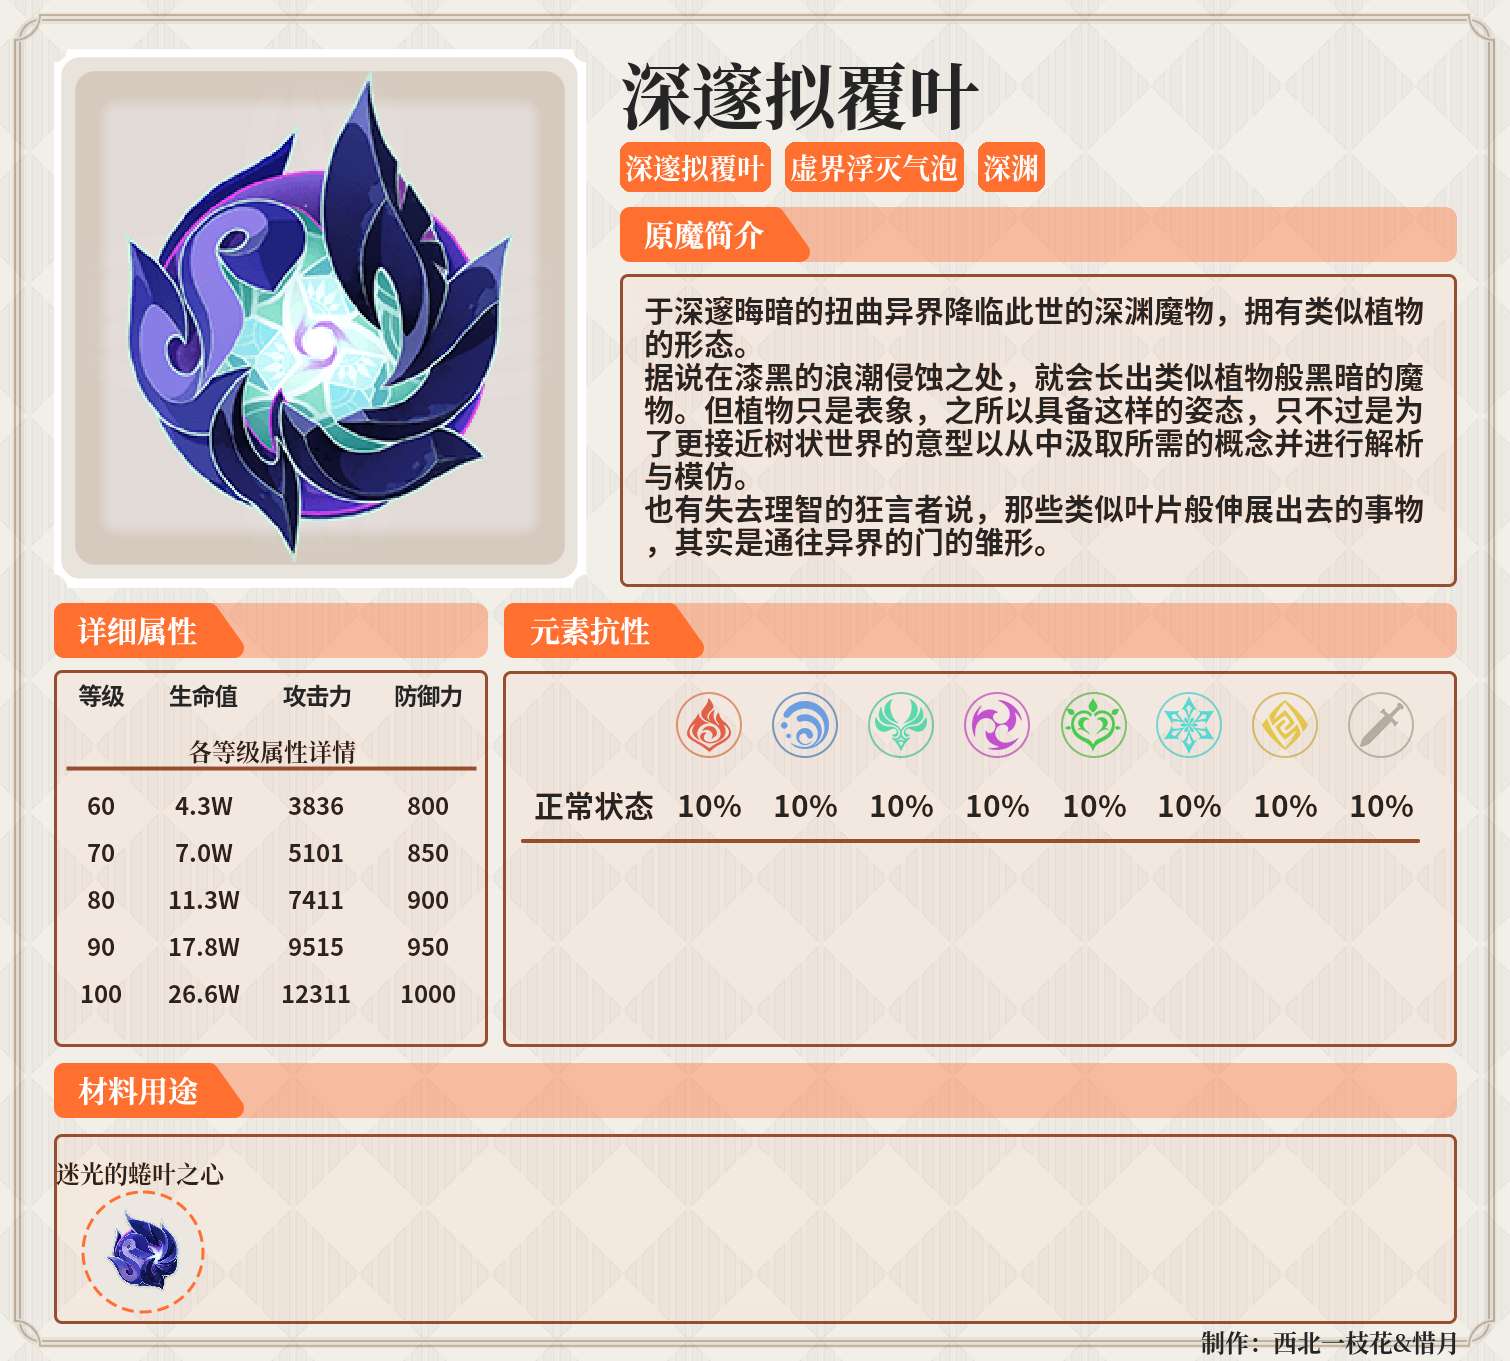 深邃拟覆叶
深邃拟覆叶 虚界浮灭气泡 深渊
原魔简介
于深邃晦暗的扭曲异界降临此世的深渊魔物，拥有类似植物
的形态。
据说在漆黑的浪潮侵蚀之处，就会长出类似植物般黑暗的魔
物。但植物只是表象，之所以具备这样的姿态，只不过是为
了更接近树状世界的意型以从中汲取所需的概念并进行解析
与模仿。
也有失去理智的狂言者说，那些类似叶片般伸展出去的事物
，其实是通往异界的门的雏形。
详细属性
等级 生命值 攻击力 防御力
各等级属性详情
60 4.3W 3836 800
70 7.0W 5101 850
80 11.3W 7411 900
90 17.8W 9515 950
100 26.6W 12311 1000
元素抗性
正常状态 10% 10% 10% 10% 10% 10% 10% 10%
材料用途
迷光的蜷叶之心
制作：西北一枝花&惜月